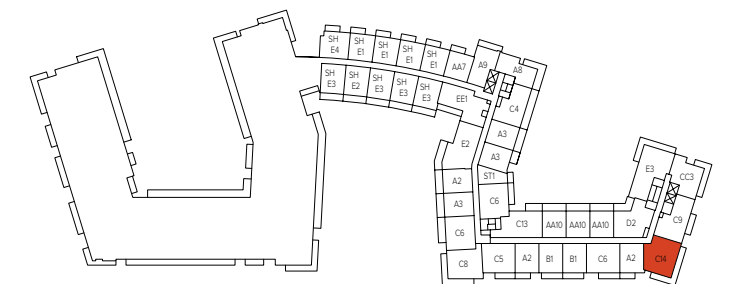 SH E4
SH E1
SH E1
SH E1
SH E1
AA7
A9
A8
SH E3
SH E2
SH E3
SH E3
SH E3
EE1
C4
A3
E2
A3
A2
ST1
A3
C6
C6
C13
AA10
AA10
AA10
D2
E3
CC3
C9
C8
C5
A2
B1
B1
C6
A2
C14